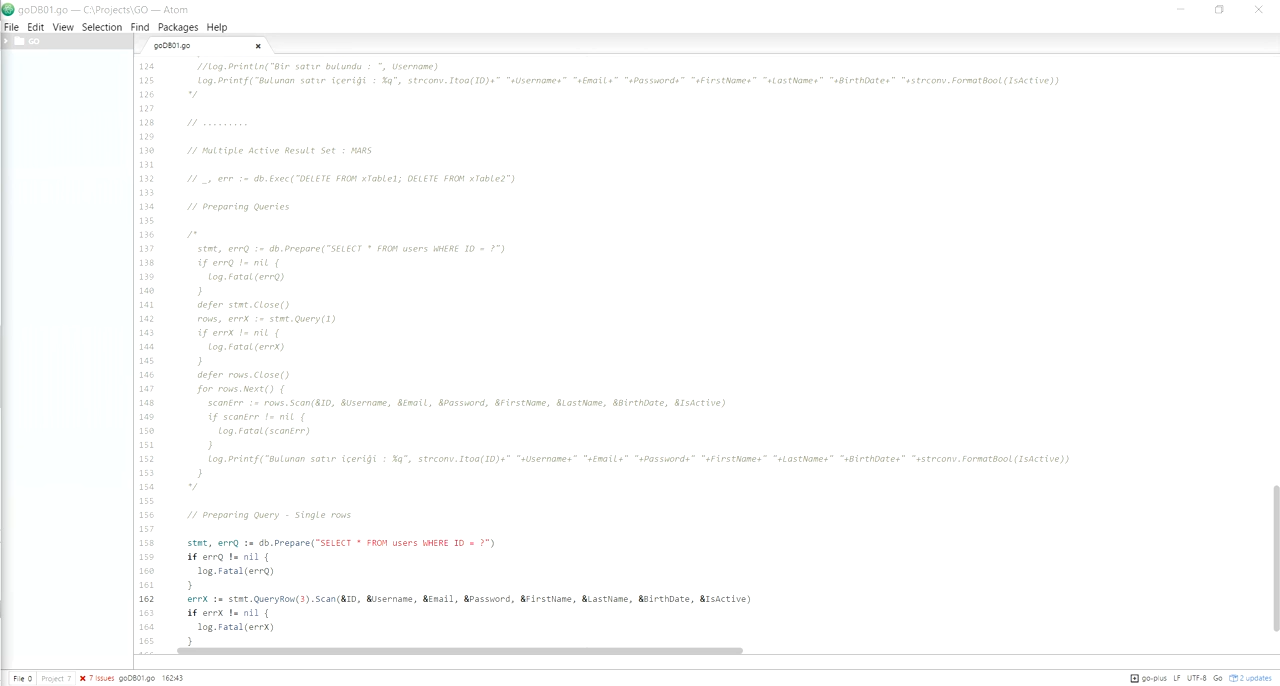 goDB01.go — C:\Projects\GO — Atom
File Edit View Selection Find Packages Help
GO
goDB01.go
124 //log.Println("Bir satır bulundu : ", Username)
125 log.Printf("Bulunan satır içeriği : %q", strconv.Itoa(ID)+" "+Username+" "+Email+" "+Password+" "+FirstName+" "+LastName+" "+BirthDate+" "+strconv.FormatBool(IsActive))
126 */
127
128 // .........
129
130 // Multiple Active Result Set : MARS
131
132 // _, err := db.Exec("DELETE FROM xTable1; DELETE FROM xTable2")
133
134 // Preparing Queries
135
136 /*
137 stmt, errQ := db.Prepare("SELECT * FROM users WHERE ID = ?")
138 if errQ != nil {
139 log.Fatal(errQ)
140 }
141 defer stmt.Close()
142 rows, errX := stmt.Query(1)
143 if errX != nil {
144 log.Fatal(errX)
145 }
146 defer rows.Close()
147 for rows.Next() {
148 scanErr := rows.Scan(&ID, &Username, &Email, &Password, &FirstName, &LastName, &BirthDate, &IsActive)
149 if scanErr != nil {
150 log.Fatal(scanErr)
151 }
152 log.Printf("Bulunan satır içeriği : %q", strconv.Itoa(ID)+" "+Username+" "+Email+" "+Password+" "+FirstName+" "+LastName+" "+BirthDate+" "+strconv.FormatBool(IsActive))
153 }
154 */
155
156 // Preparing Query - Single rows
157
158 stmt, errQ := db.Prepare("SELECT * FROM users WHERE ID = ?")
159 if errQ != nil {
160 log.Fatal(errQ)
161 }
162 errX := stmt.QueryRow(3).Scan(&ID, &Username, &Email, &Password, &FirstName, &LastName, &BirthDate, &IsActive)
163 if errX != nil {
164 log.Fatal(errX)
165 }
File 0 Project 7 7 Issues goDB01.go 162:43 go-plus LF UTF-8 Go 2 updates